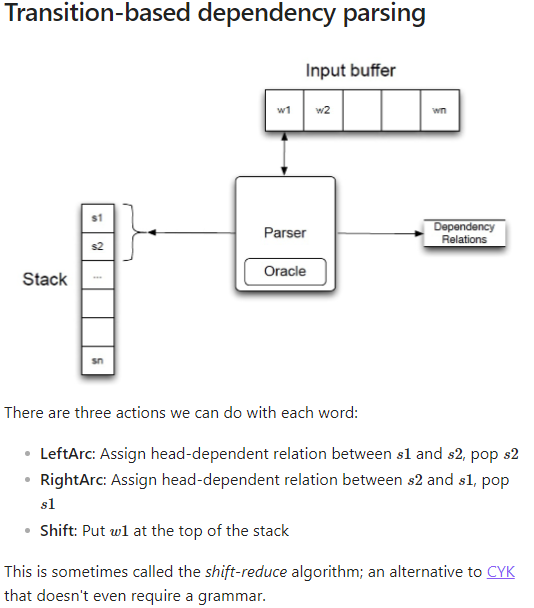 Transition-based dependency parsing
Input buffer
w1 w2 wn
s1
s2
...
sn
Stack
Parser
Oracle
Dependency
Relations
There are three actions we can do with each word:
• LeftArc: Assign head-dependent relation between s1 and s2, pop s2
• RightArc: Assign head-dependent relation between s2 and s1, pop
s1
• Shift: Put w1 at the top of the stack
This is sometimes called the shift-reduce algorithm; an alternative to CYK
that doesn't even require a grammar.